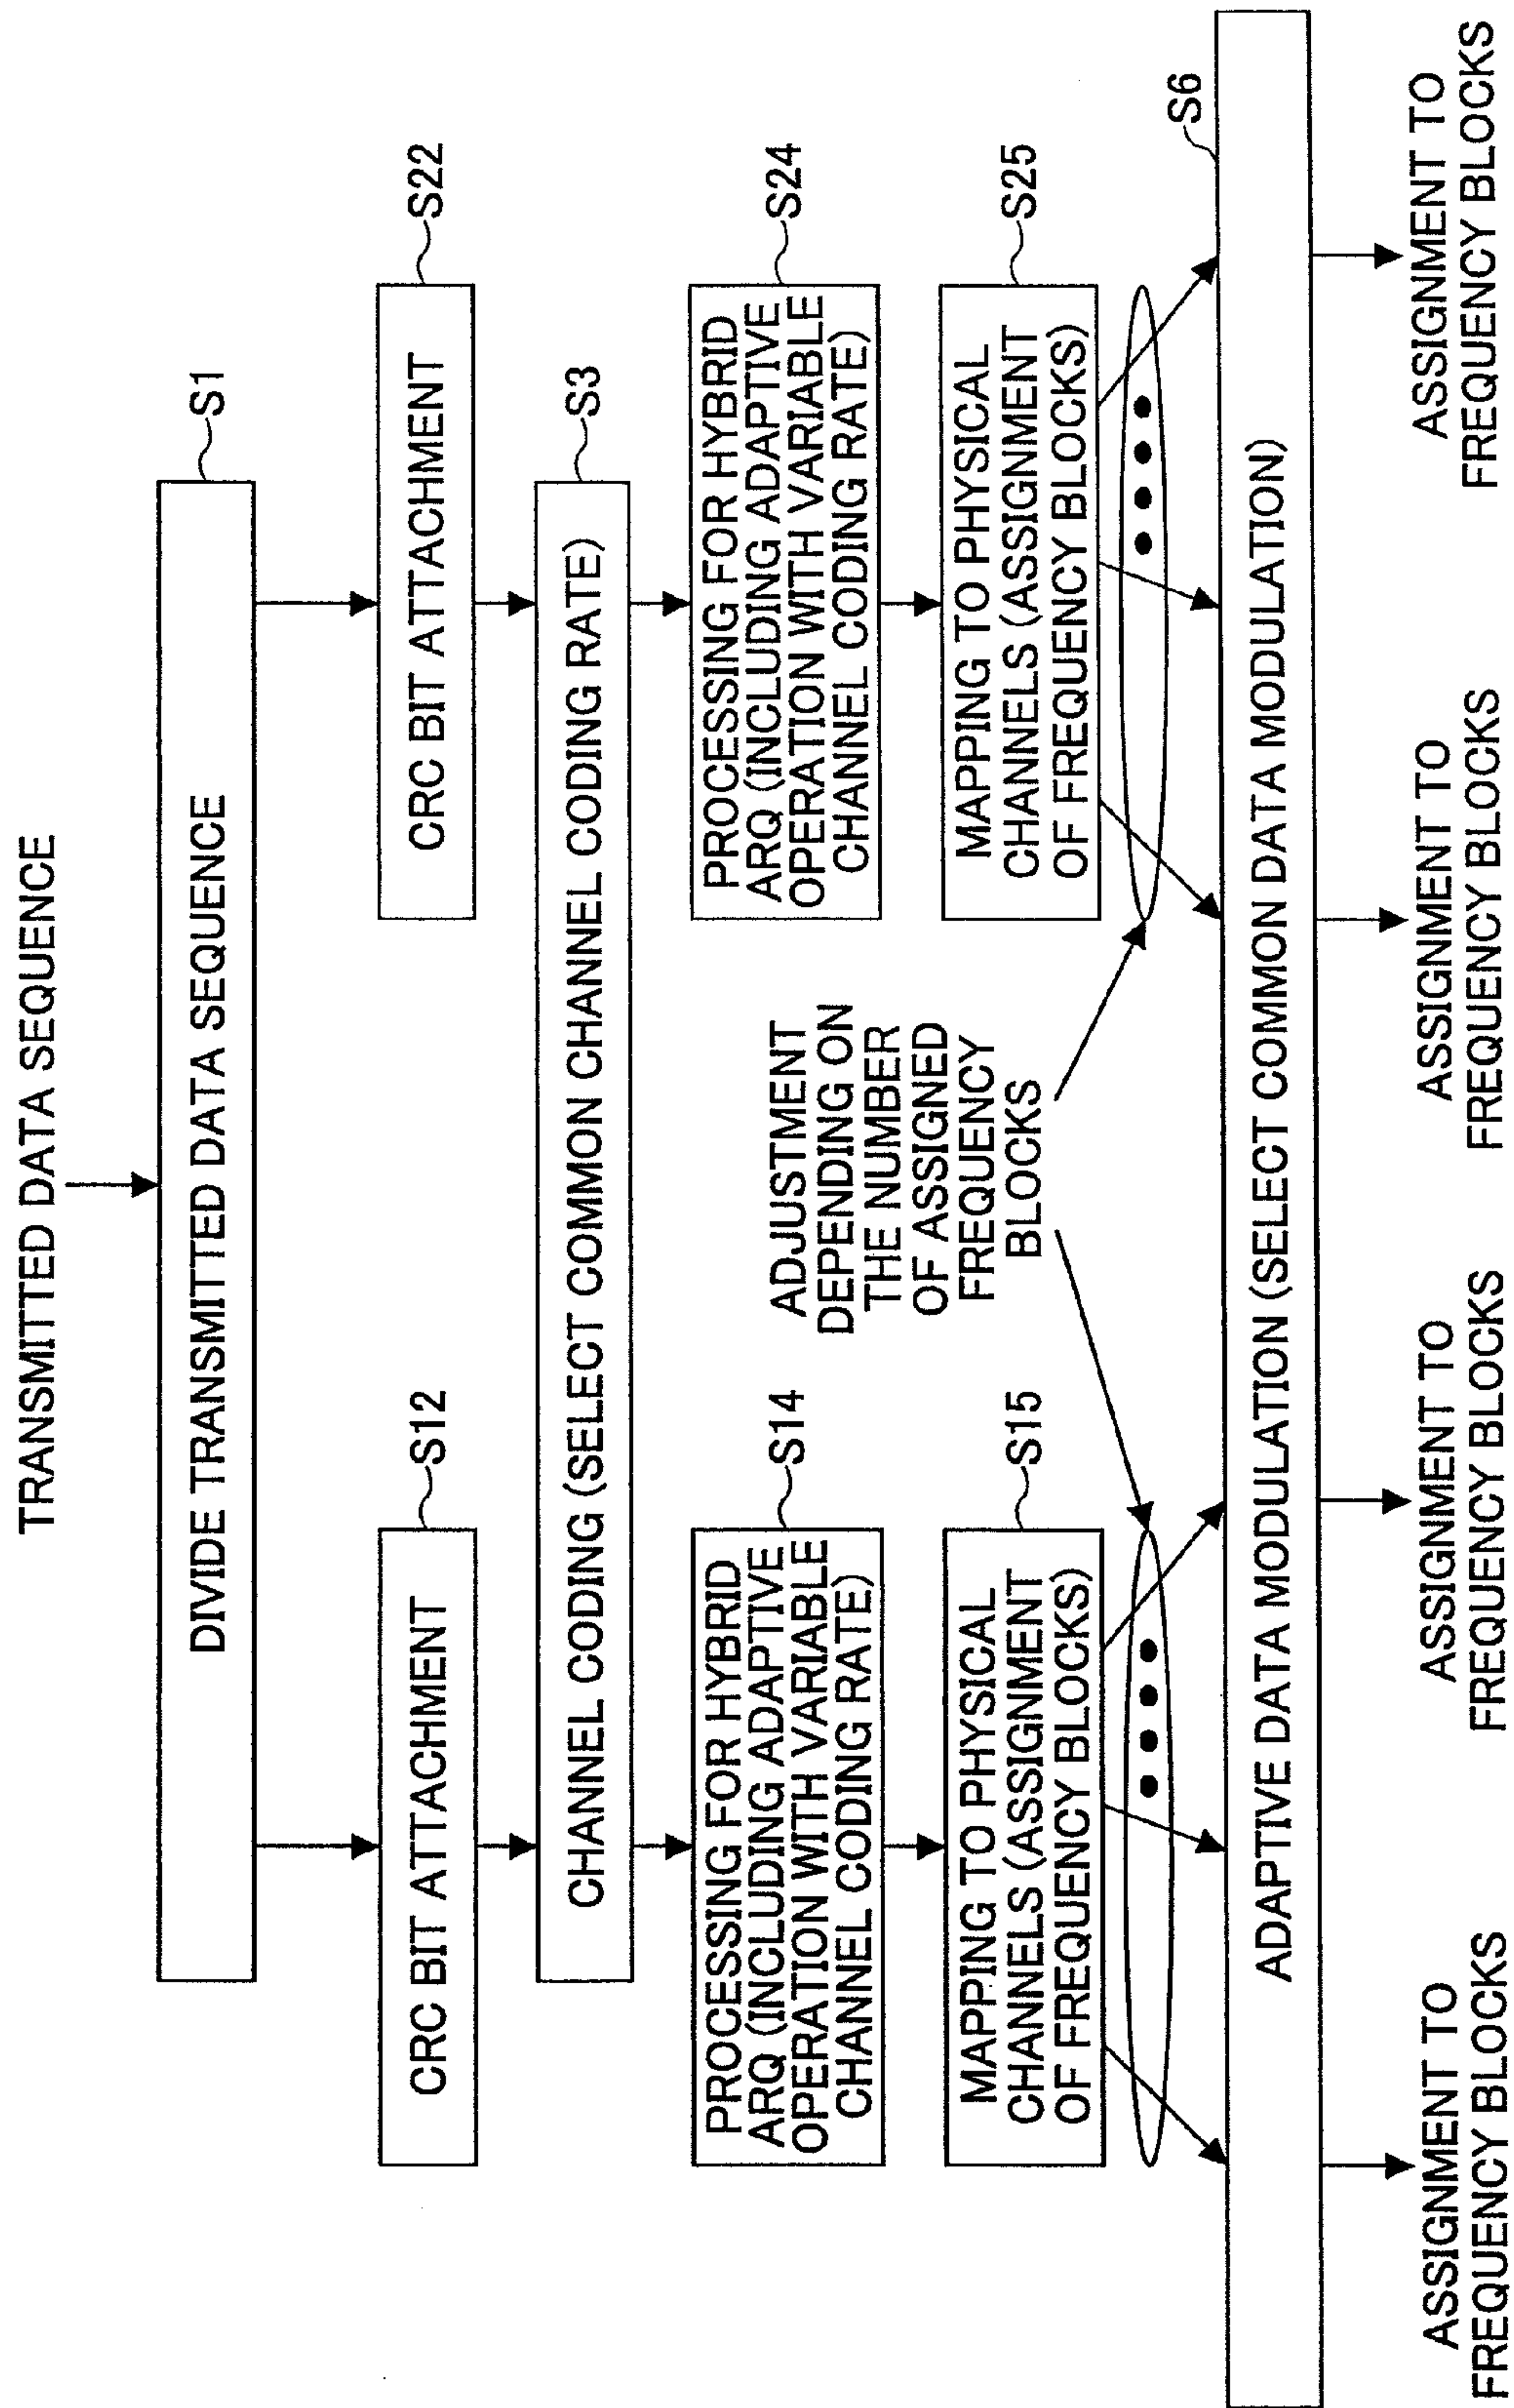 TRANSMITTED DATA SEQUENCE
DIVIDE TRANSMITTED DATA SEQUENCE
S1
CRC BIT ATTACHMENT
S12
CRC BIT ATTACHMENT
S22
CHANNEL CODING (SELECT COMMON CHANNEL CODING RATE)
S3
PROCESSING FOR HYBRID
ARQ (INCLUDING ADAPTIVE
OPERATION WITH VARIABLE
CHANNEL CODING RATE)
S14
PROCESSING FOR HYBRID
ARQ (INCLUDING ADAPTIVE
OPERATION WITH VARIABLE
CHANNEL CODING RATE)
S24
MAPPING TO PHYSICAL
CHANNELS (ASSIGNMENT
OF FREQUENCY BLOCKS)
S15
ADJUSTMENT
DEPENDING ON
THE NUMBER
OF ASSIGNED
FREQUENCY
BLOCKS
MAPPING TO PHYSICAL
CHANNELS (ASSIGNMENT
OF FREQUENCY BLOCKS)
S25
ADAPTIVE DATA MODULATION (SELECT COMMON DATA MODULATION)
S6
ASSIGNMENT TO
FREQUENCY BLOCKS
ASSIGNMENT TO
FREQUENCY BLOCKS
ASSIGNMENT TO
FREQUENCY BLOCKS
ASSIGNMENT TO
FREQUENCY BLOCKS